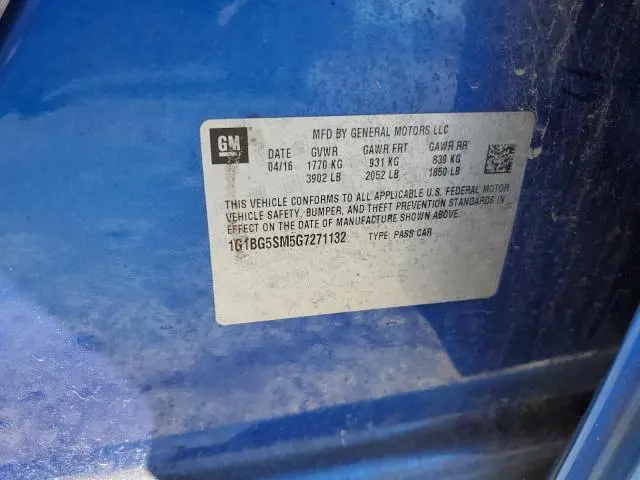 GM
MFD BY GENERAL MOTORS LLC
DATE GVWR GAWR FRT GAWR RR
04/16 1770 KG 931 KG 839 KG
3902 LB 2052 LB 1850 LB
THIS VEHICLE CONFORMS TO ALL APPLICABLE U.S. FEDERAL MOTOR
VEHICLE SAFETY, BUMPER, AND THEFT PREVENTION STANDARDS IN
EFFECT ON THE DATE OF MANUFACTURE SHOWN ABOVE.
1G1BG5SM5G7271132 TYPE: PASS CAR